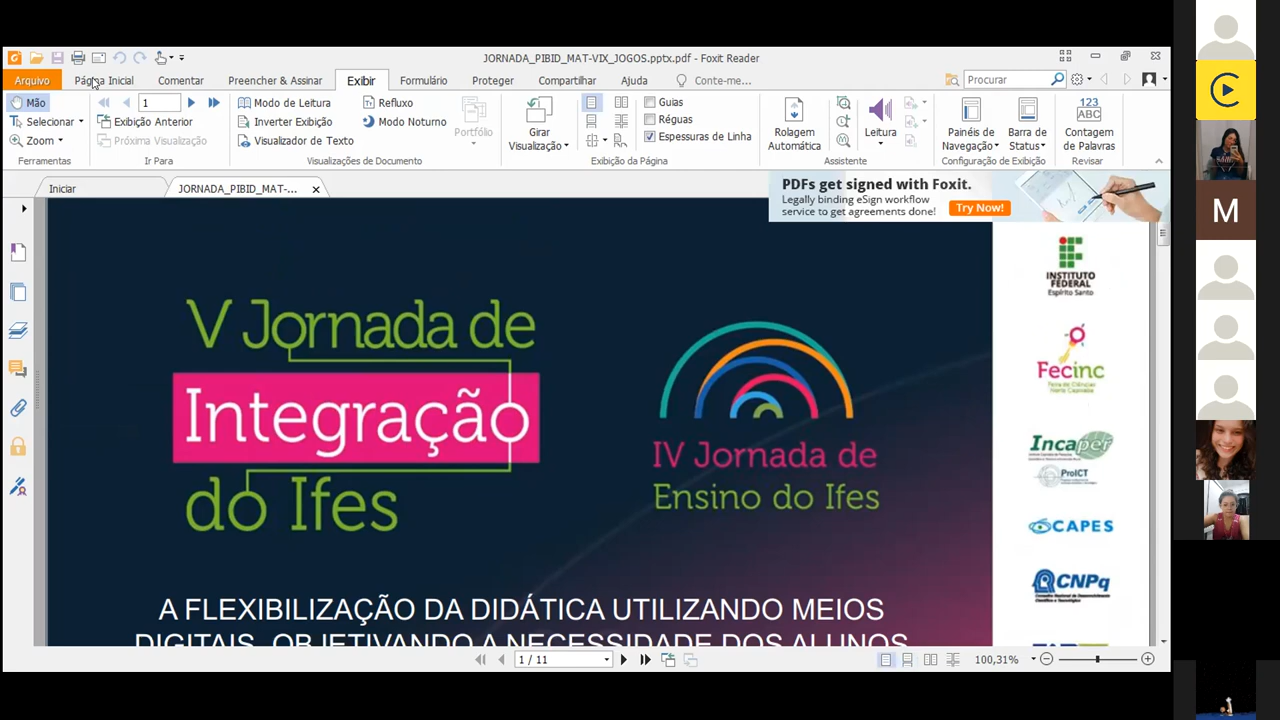 JORNADA_PIBID_MAT-VIX_JOGOS.pptx.pdf - Foxit Reader
Arquivo Página Inicial Comentar Preencher & Assinar Exibir Formulário Proteger Compartilhar Ajuda Conte-me... Procurar
Mão
Selecionar
Zoom
Ferramentas
1
Exibição Anterior
Próxima Visualização
Ir Para
Modo de Leitura
Inverter Exibição
Visualizador de Texto
Refluxo
Modo Noturno
Visualizações de Documento
Portfólio
Girar
Visualização
Guias
Réguas
Espessuras de Linha
Exibição da Página
Rolagem
Automática
Leitura
Assistente
Painéis de
Navegação
Barra de
Status
Configuração de Exibição
123
ABC
Contagem
de Palavras
Revisar
Iniciar
JORNADA_PIBID_MAT-...
PDFs get signed with Foxit.
Legally binding eSign workflow
service to get agreements done!
Try Now!
V Jornada de
Integração
do Ifes
IV Jornada de
Ensino do Ifes
INSTITUTO
FEDERAL
Espírito Santo
Fecinc
Incaper
ProICT
CAPES
CNPq
A FLEXIBILIZAÇÃO DA DIDÁTICA UTILIZANDO MEIOS
DIGITAIS, OBJETIVANDO A NECESSIDADE DOS ALUNOS
1 / 11
100,31%
C
M